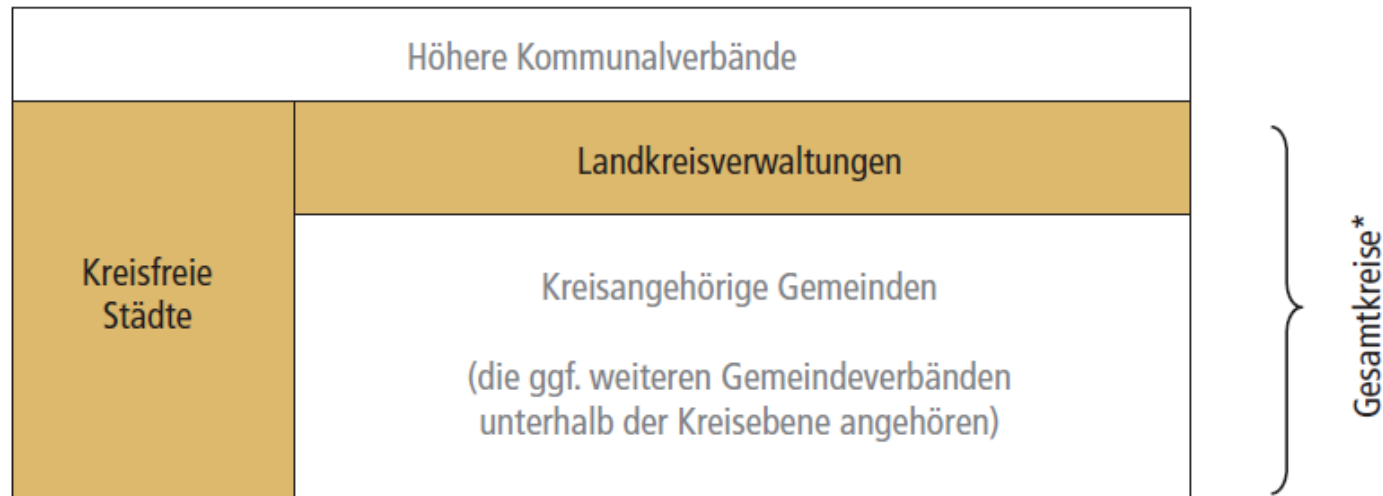 Höhere Kommunalverbände
Landkreisverwaltungen
Kreisfreie
Städte
Kreisangehörige Gemeinden
(die ggf. weiteren Gemeindeverbänden
unterhalb der Kreisebene angehören)
Gesamtkreise*